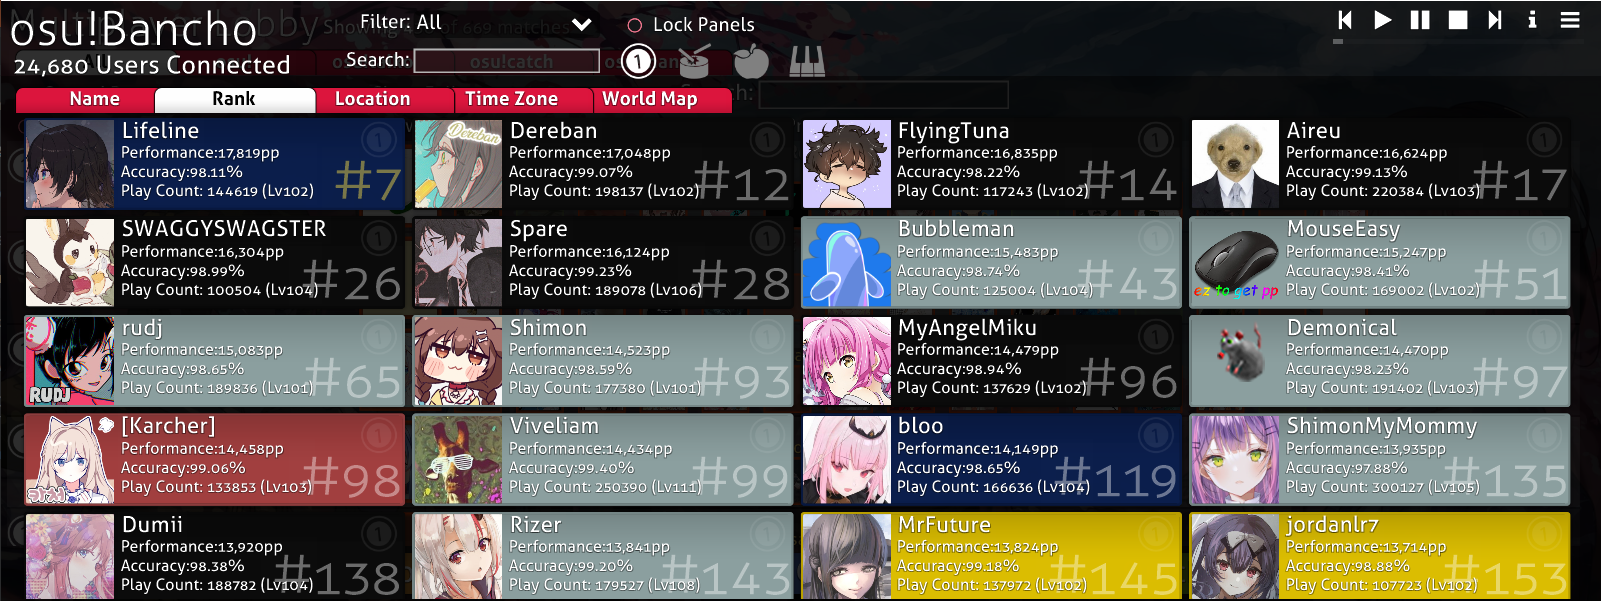 osu!Bancho
24,680 Users Connected
Filter: All
Lock Panels
Search:
Name
Rank
Location
Time Zone
World Map
Lifeline
Performance:17,819pp
Accuracy:98.11%
Play Count: 144619 (Lv102)
#7
Dereban
Dereban
Performance:17,048pp
Accuracy:99.07%
Play Count: 198137 (Lv102)
#12
FlyingTuna
Performance:16,835pp
Accuracy:98.22%
Play Count: 117243 (Lv102)
#14
Aireu
Performance:16,624pp
Accuracy:99.13%
Play Count: 220384 (Lv103)
#17
SWAGGYSWAGSTER
Performance:16,304pp
Accuracy:98.99%
Play Count: 100504 (Lv104)
#26
Spare
Performance:16,124pp
Accuracy:99.23%
Play Count: 189078 (Lv106)
#28
Bubbleman
Performance:15,483pp
Accuracy:98.74%
Play Count: 125004 (Lv104)
#43
MouseEasy
Performance:15,247pp
Accuracy:98.41%
Play Count: 169002 (Lv102)
#51
ez to get pp
rudj
Performance:15,083pp
Accuracy:98.65%
Play Count: 189836 (Lv101)
#65
RUDJ
Shimon
Performance:14,523pp
Accuracy:98.59%
Play Count: 177380 (Lv101)
#93
MyAngelMiku
Performance:14,479pp
Accuracy:98.94%
Play Count: 137629 (Lv102)
#96
Demonical
Performance:14,470pp
Accuracy:98.23%
Play Count: 191402 (Lv103)
#97
[Karcher]
Performance:14,458pp
Accuracy:99.06%
Play Count: 133853 (Lv103)
#98
Viveliam
Performance:14,434pp
Accuracy:99.40%
Play Count: 250390 (Lv111)
#99
bloo
Performance:14,149pp
Accuracy:98.65%
Play Count: 166636 (Lv104)
#119
ShimonMyMommy
Performance:13,935pp
Accuracy:97.88%
Play Count: 300127 (Lv105)
#135
Dumii
Performance:13,920pp
Accuracy:98.38%
Play Count: 188782 (Lv104)
#138
Rizer
Performance:13,841pp
Accuracy:99.20%
Play Count: 179527 (Lv108)
#143
MrFuture
Performance:13,824pp
Accuracy:99.18%
Play Count: 137972 (Lv102)
#145
jordanlr7
Performance:13,714pp
Accuracy:98.88%
Play Count: 107723 (Lv102)
#153